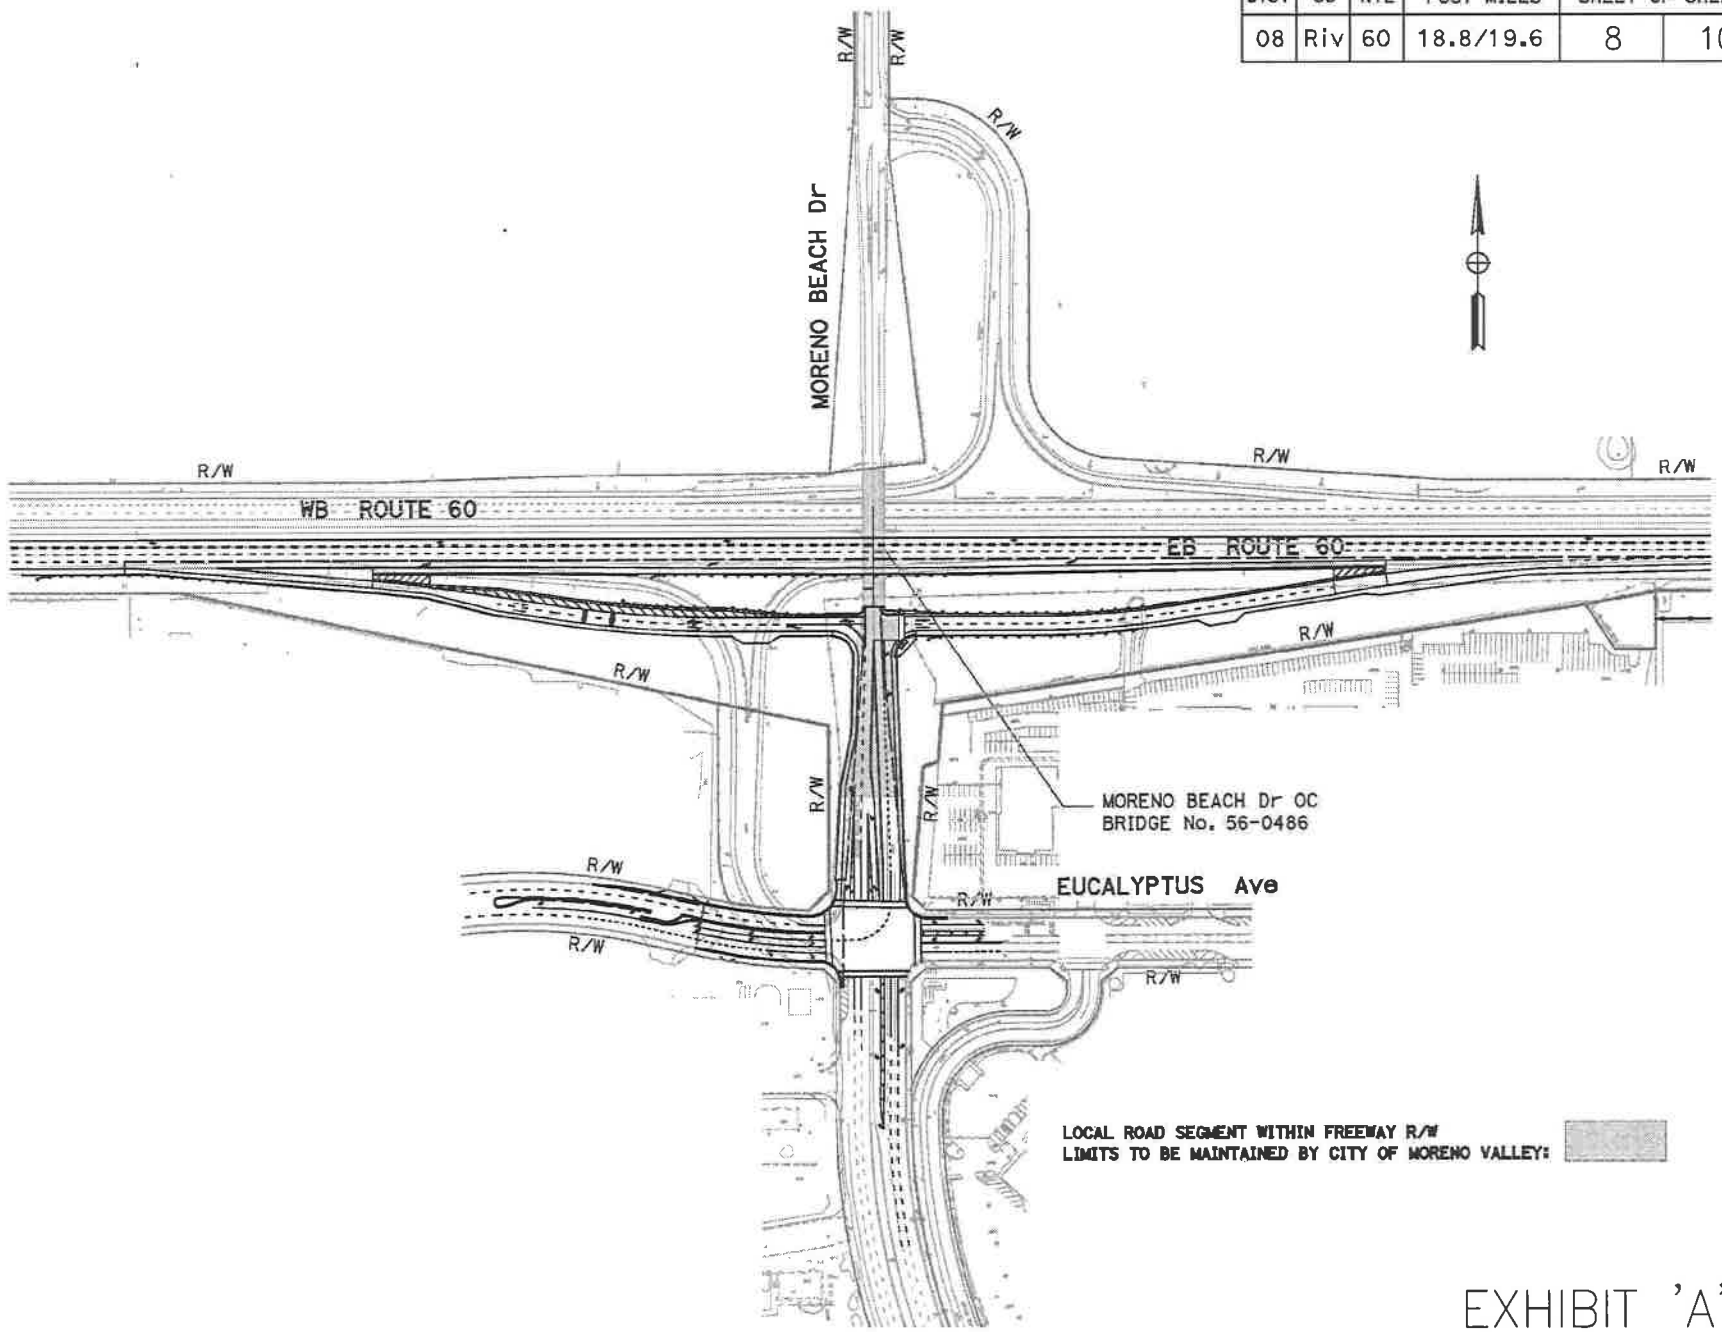 08 Riv 60 18.8/19.6 8
R/W
R/W
R/W
MORENO BEACH Dr
R/W
R/W
R/W
WB ROUTE 60
EB ROUTE 60
R/W
R/W
R/W
R/W
MORENO BEACH Dr OC
BRIDGE No. 56-0486
R/W
EUCALYPTUS Ave
R/W
R/W
R/W
LOCAL ROAD SEGMENT WITHIN FREEWAY R/W
LIMITS TO BE MAINTAINED BY CITY OF MORENO VALLEY:
EXHIBIT 'A'